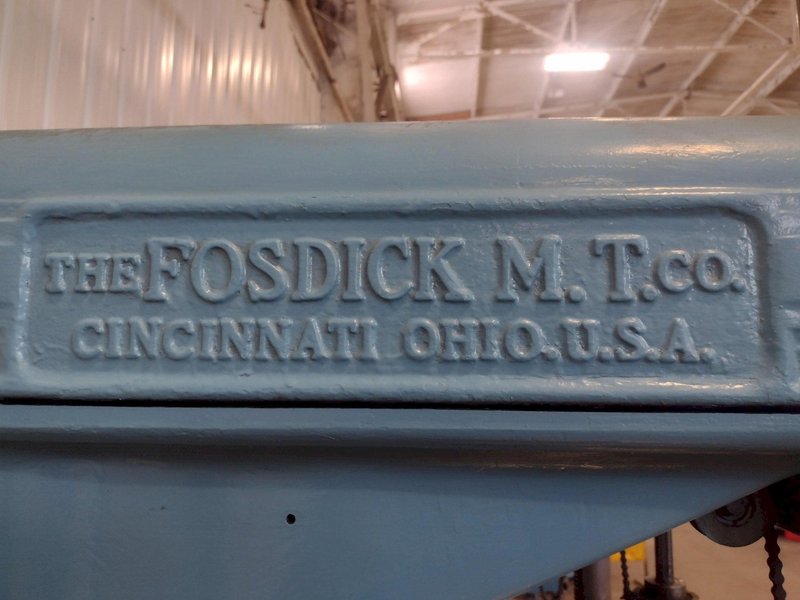 THE FOSDICK M. T. CO.
CINCINNATI OHIO. U.S.A.